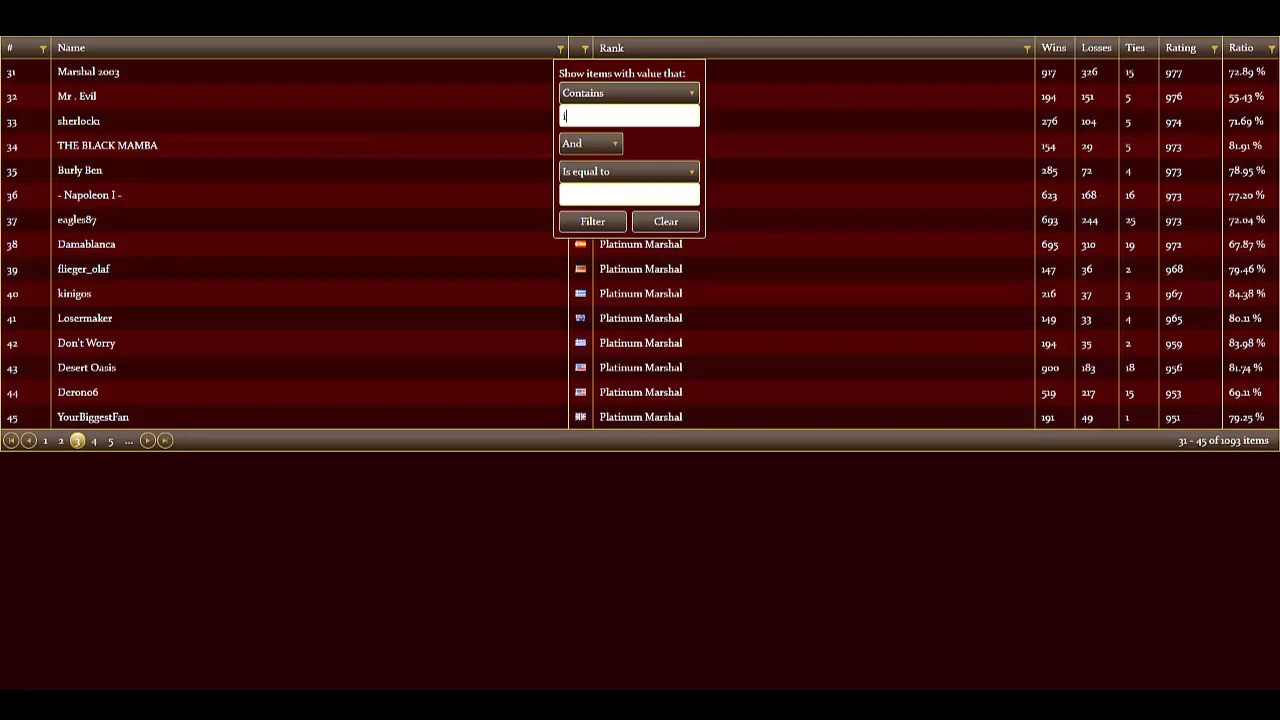 # Name Rank Wins Losses Ties Rating Ratio
31 Marshal 2003 917 326 15 977 72.89 %
Show items with value that:
Contains
32 Mr . Evil 194 151 5 976 55.43 %
i
33 sherlock1 276 104 5 974 71.69 %
34 THE BLACK MAMBA 154 29 5 973 81.91 %
And
35 Burly Ben 285 72 4 973 78.95 %
Is equal to
36 - Napoleon I - 623 168 16 973 77.20 %
37 eagles87 693 244 25 973 72.04 %
Filter Clear
38 Damablanca Platinum Marshal 695 310 19 972 67.87 %
39 flieger_olaf Platinum Marshal 147 36 2 968 79.46 %
40 kinigos Platinum Marshal 216 37 3 967 84.38 %
41 Losermaker Platinum Marshal 149 33 4 965 80.11 %
42 Don't Worry Platinum Marshal 194 35 2 959 83.98 %
43 Desert Oasis Platinum Marshal 900 183 18 956 81.74 %
44 Derono6 Platinum Marshal 519 217 15 953 69.11 %
45 YourBiggestFan Platinum Marshal 191 49 1 951 79.25 %
1 2 3 4 5 ... 31 - 45 of 1093 items